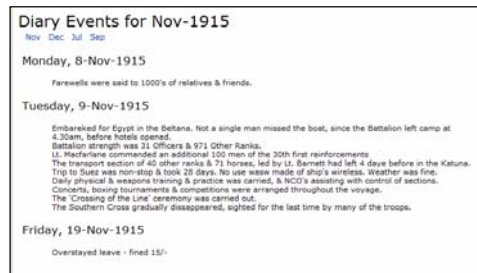 Diary Events for Nov-1915
Nov Dec Jul Sep
Monday, 8-Nov-1915
Farewells were said to 1000's of relatives & friends.
Tuesday, 9-Nov-1915
Embareked for Egypt in the Beltana. Not a single man missed the boat, since the Battalion left camp at
4.30am, before hotels opened.
Battalion strength was 31 Officers & 971 Other Ranks.
Lt. Macfarlane commanded an additional 100 men of the 30th first reinforcements
The transport section of 40 other ranks & 71 horses, led by Lt. Barnett had left 4 daye before in the Katuna.
Trip to Suez was non-stop & took 28 days. No use wasm made of ship's wireless. Weather was fine.
Daily physical & weapons training & practice was carried, & NCO's assisting with control of sections.
Concerts, boxing tournaments & competitions were arranged throughout the voyage.
The 'Crossing of the Line' ceremony was carried out.
The Southern Cross gradually dissappeared, sighted for the last time by many of the troops.
Friday, 19-Nov-1915
Overstayed leave - fined 15/-